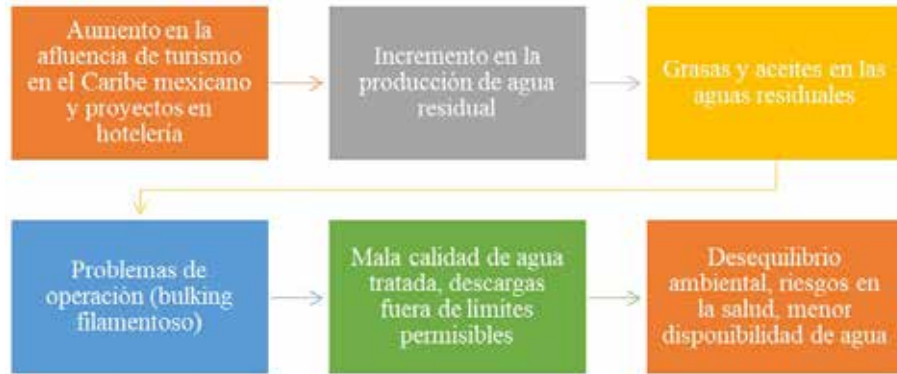 Aumento en la
afluencia de turismo
en el Caribe mexicano
y proyectos en
hotelería
Incremento en la
producción de agua
residual
Grasas y aceites en las
aguas residuales
Problemas de
operación (bulking
filamentoso)
Mala calidad de agua
tratada, descargas
fuera de límites
permisibles
Desequilibrio
ambiental, riesgos en
la salud, menor
disponibilidad de agua